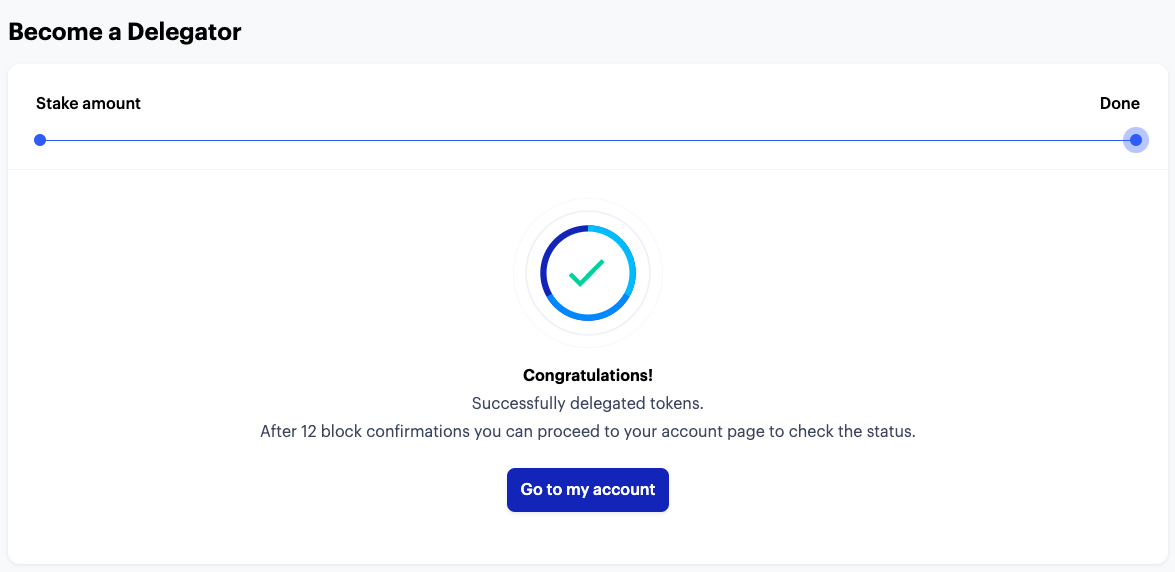 Become a Delegator
Stake amount
Done
Congratulations!
Successfully delegated tokens.
After 12 block confirmations you can proceed to your account page to check the status.
Go to my account